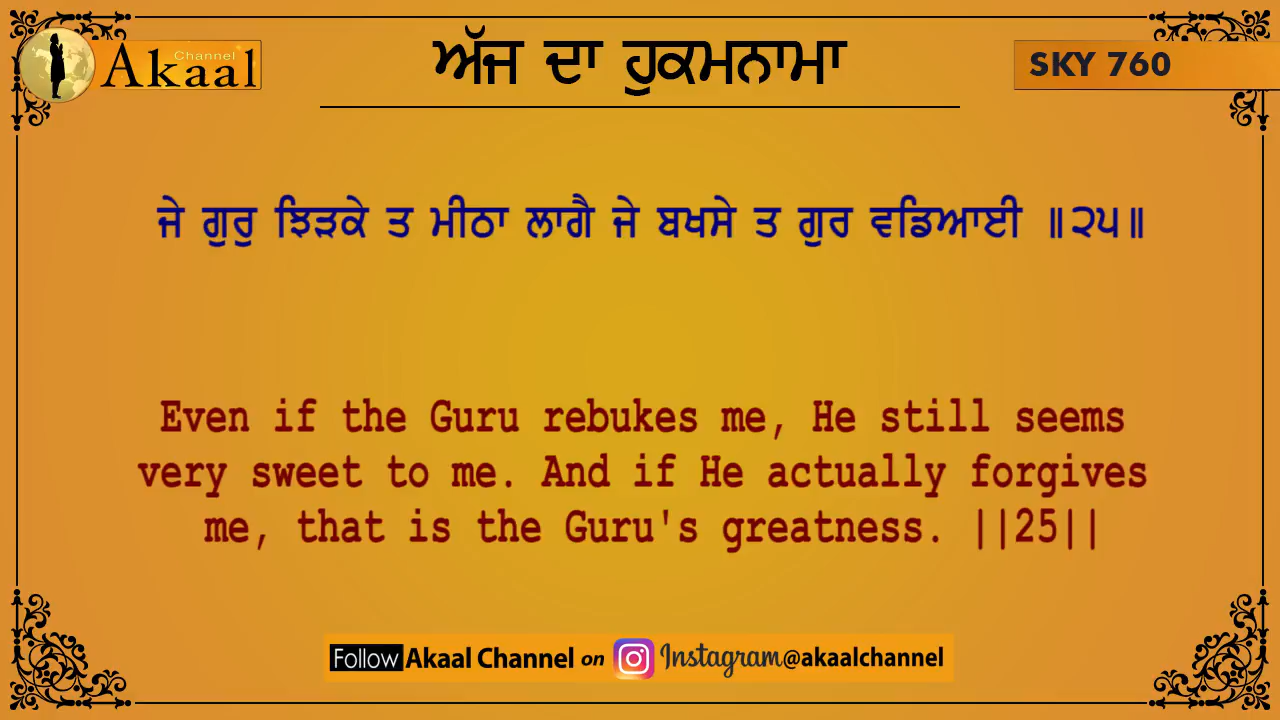 Akaal Channel
ਅੱਜ ਦਾ ਹੁਕਮਨਾਮਾ
SKY 760
ਜੇ ਗੁਰੁ ਝਿੜਕੇ ਤ ਮੀਠਾ ਲਾਗੈ ਜੇ ਬਖਸੇ ਤ ਗੁਰ ਵਡਿਆਈ ॥੨੫॥
Even if the Guru rebukes me, He still seems
very sweet to me. And if He actually forgives
me, that is the Guru's greatness. ||25||
Follow Akaal Channel on Instagram@akaalchannel